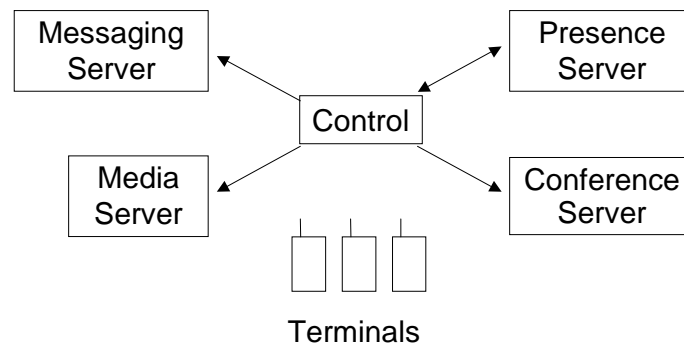 Messaging
Server
Presence
Server
Control
Media
Server
Conference
Server
Terminals